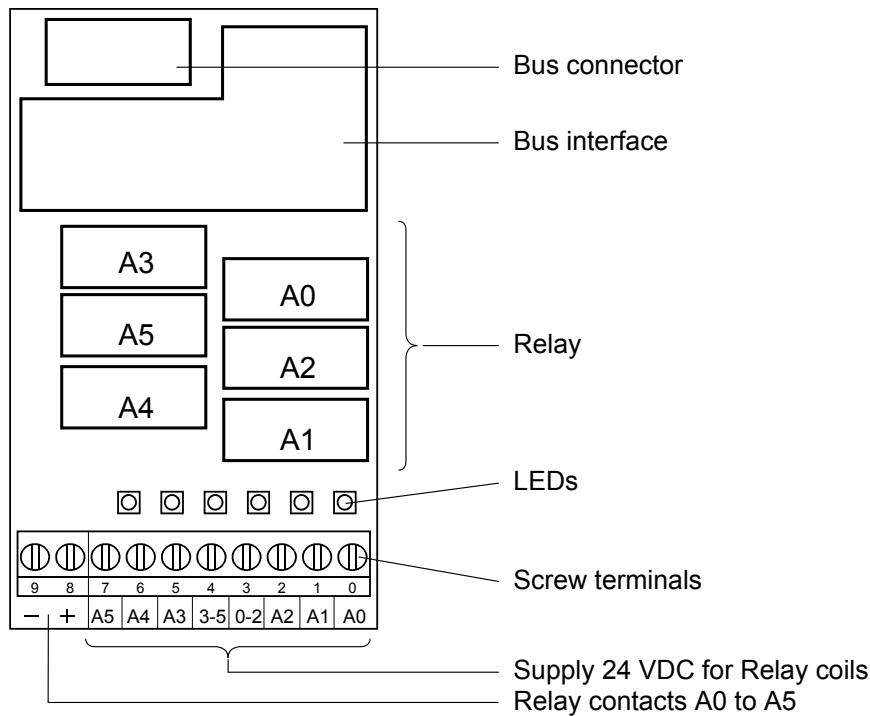 Bus connector
Bus interface
A3
A0
A5
Relay
A2
A4
A1
LEDs
Screw terminals
9 8 7 6 5 4 3 2 1 0
– + A5 A4 A3 3-5 0-2 A2 A1 A0
Supply 24 VDC for Relay coils
Relay contacts A0 to A5